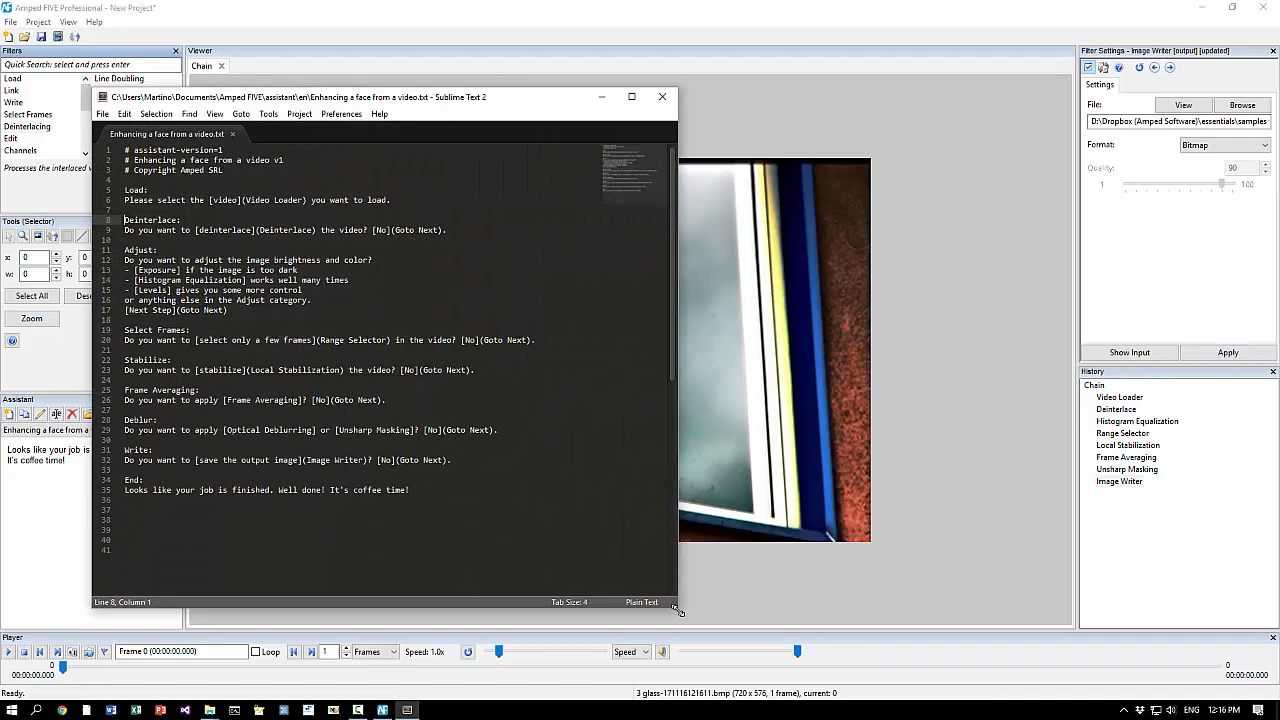 Amped FIVE Professional - New Project*
File Project View Help
Filters
Quick Search: select and press enter
Load
Link
Write
Select Frames
Deinterlacing
Edit
Channels
Line Doubling
Processes the interlaced
Tools (Selector)
x: 0 y: 0
w: 0 h: 0
Select All
Zoom
Assistant
Enhancing a face from a
Looks like your job is
It's coffee time!
Viewer
Chain
C:\Users\Martino\Documents\Amped FIVE\assistant\en\Enhancing a face from a video.txt - Sublime Text 2
File Edit Selection Find View Goto Tools Project Preferences Help
Enhancing a face from a video.txt
1 # assistant-version=1
2 # Enhancing a face from a video
3 # (c) Amped SRL
4
5 Load:
6 Please select the [video](Video Loader) you want to load.
7
8 Deinterlace:
9 Do you want to [deinterlace](Deinterlace) the video? [No](Goto Next).
10
11 Adjust:
12 Do you want to adjust the image brightness and color?
13 - [Exposure] if the image is too dark
14 - [Histogram Equalization] works well many times
15 - [Levels] gives you some more control
16 or anything else in the Adjust category.
17 [Next Step](Goto Next)
18
19 Select Frames:
20 Do you want to [select only a few frames](Range Selector) in the video? [No](Goto Next).
21
22 Stabilize:
23 Do you want to [stabilize](Local Stabilization) the video? [No](Goto Next).
24
25 Frame Averaging:
26 Do you want to apply [Frame Averaging]? [No](Goto Next).
27
28 Deblur:
29 Do you want to apply [Optical Deblurring] or [Unsharp Masking]? [No](Goto Next).
30
31 Write:
32 Do you want to [save the output image](Image Writer)? [No](Goto Next).
33
34 End:
35 Looks like your job is finished. Well done! It's coffee time!
36
37
38
39
40
41
Line 8, Column 1
Tab Size: 4
Plain Text
Filter Settings - Image Writer [output] [updated]
Settings
File: View Browse
D:\Dropbox (Amped Software)\essentials\samples
Format: Bitmap
Quality: 90
1 100
Show Input Apply
History
Chain
Video Loader
Deinterlace
Histogram Equalization
Range Selector
Local Stabilization
Frame Averaging
Unsharp Masking
Image Writer
Player
Frame 0 (00:00:00.000) Loop 1 Frames Speed: 1.0x Speed
0
00:00:00.000
0
00:00:00.000
Ready.
3 glass-171116121611.bmp (720 x 576, 1 frame), current: 0
ENG 12:16 PM